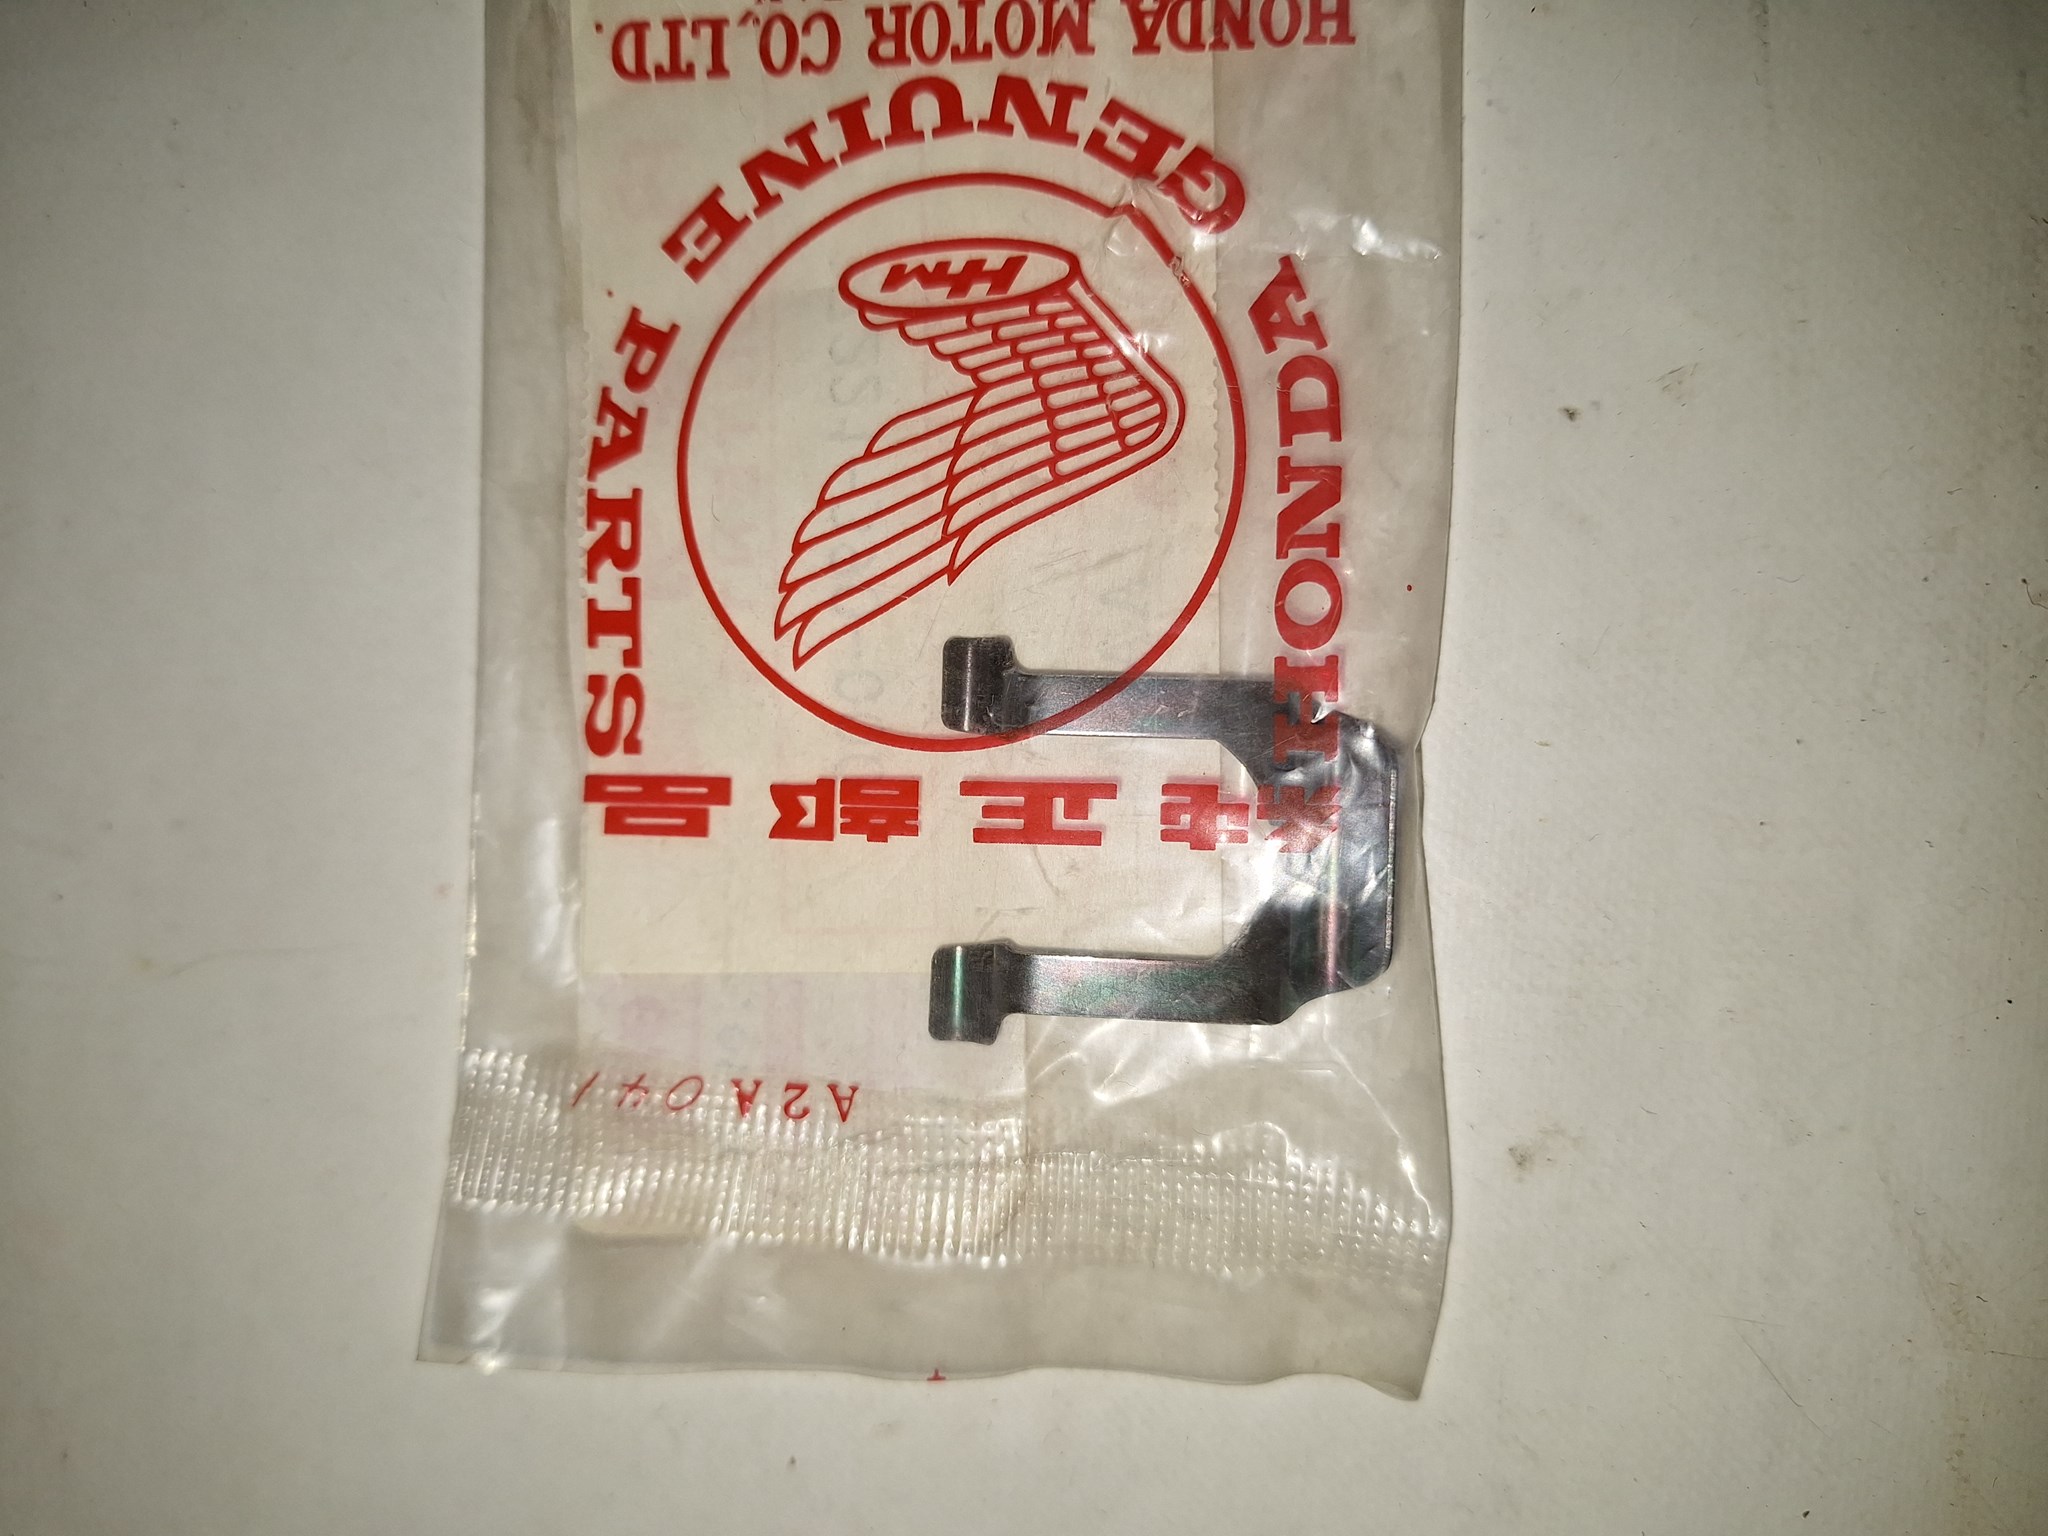 A2A041
純正部品
HONDA GENUINE PARTS
HM
HONDA MOTOR CO.,LTD.